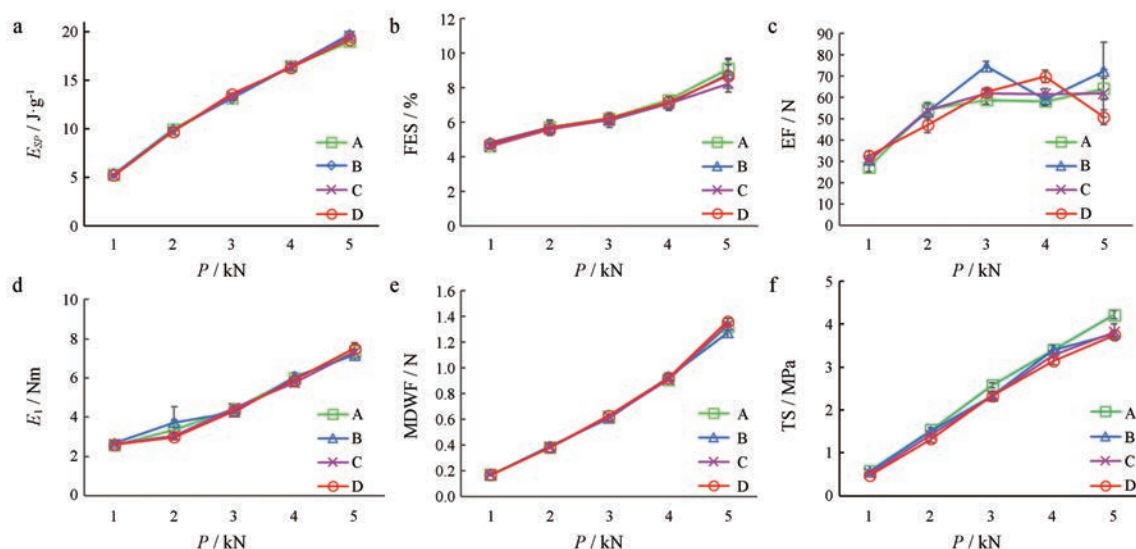 a
20
15
10
5
0
E_SP / J·g⁻¹
A
B
C
D
1 2 3 4 5
P / kN
b
12
10
8
6
4
2
0
FES / %
A
B
C
D
1 2 3 4 5
P / kN
c
90
80
70
60
50
40
30
20
10
0
EF / N
A
B
C
D
1 2 3 4 5
P / kN
d
10
8
6
4
2
0
E₁ / Nm
A
B
C
D
1 2 3 4 5
P / kN
e
1.6
1.4
1.2
1.0
0.8
0.6
0.4
0.2
0.0
MDWF / N
A
B
C
D
1 2 3 4 5
P / kN
f
5
4
3
2
1
0
TS / MPa
A
B
C
D
1 2 3 4 5
P / kN